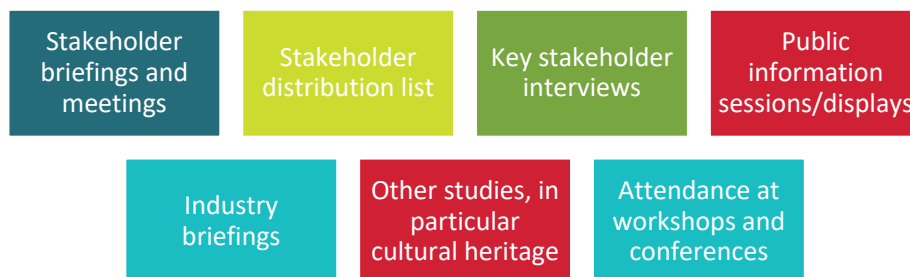 Stakeholder
briefings and
meetings
Stakeholder
distribution list
Key stakeholder
interviews
Public
information
sessions/displays
Industry
briefings
Other studies, in
particular
cultural heritage
Attendance at
workshops and
conferences